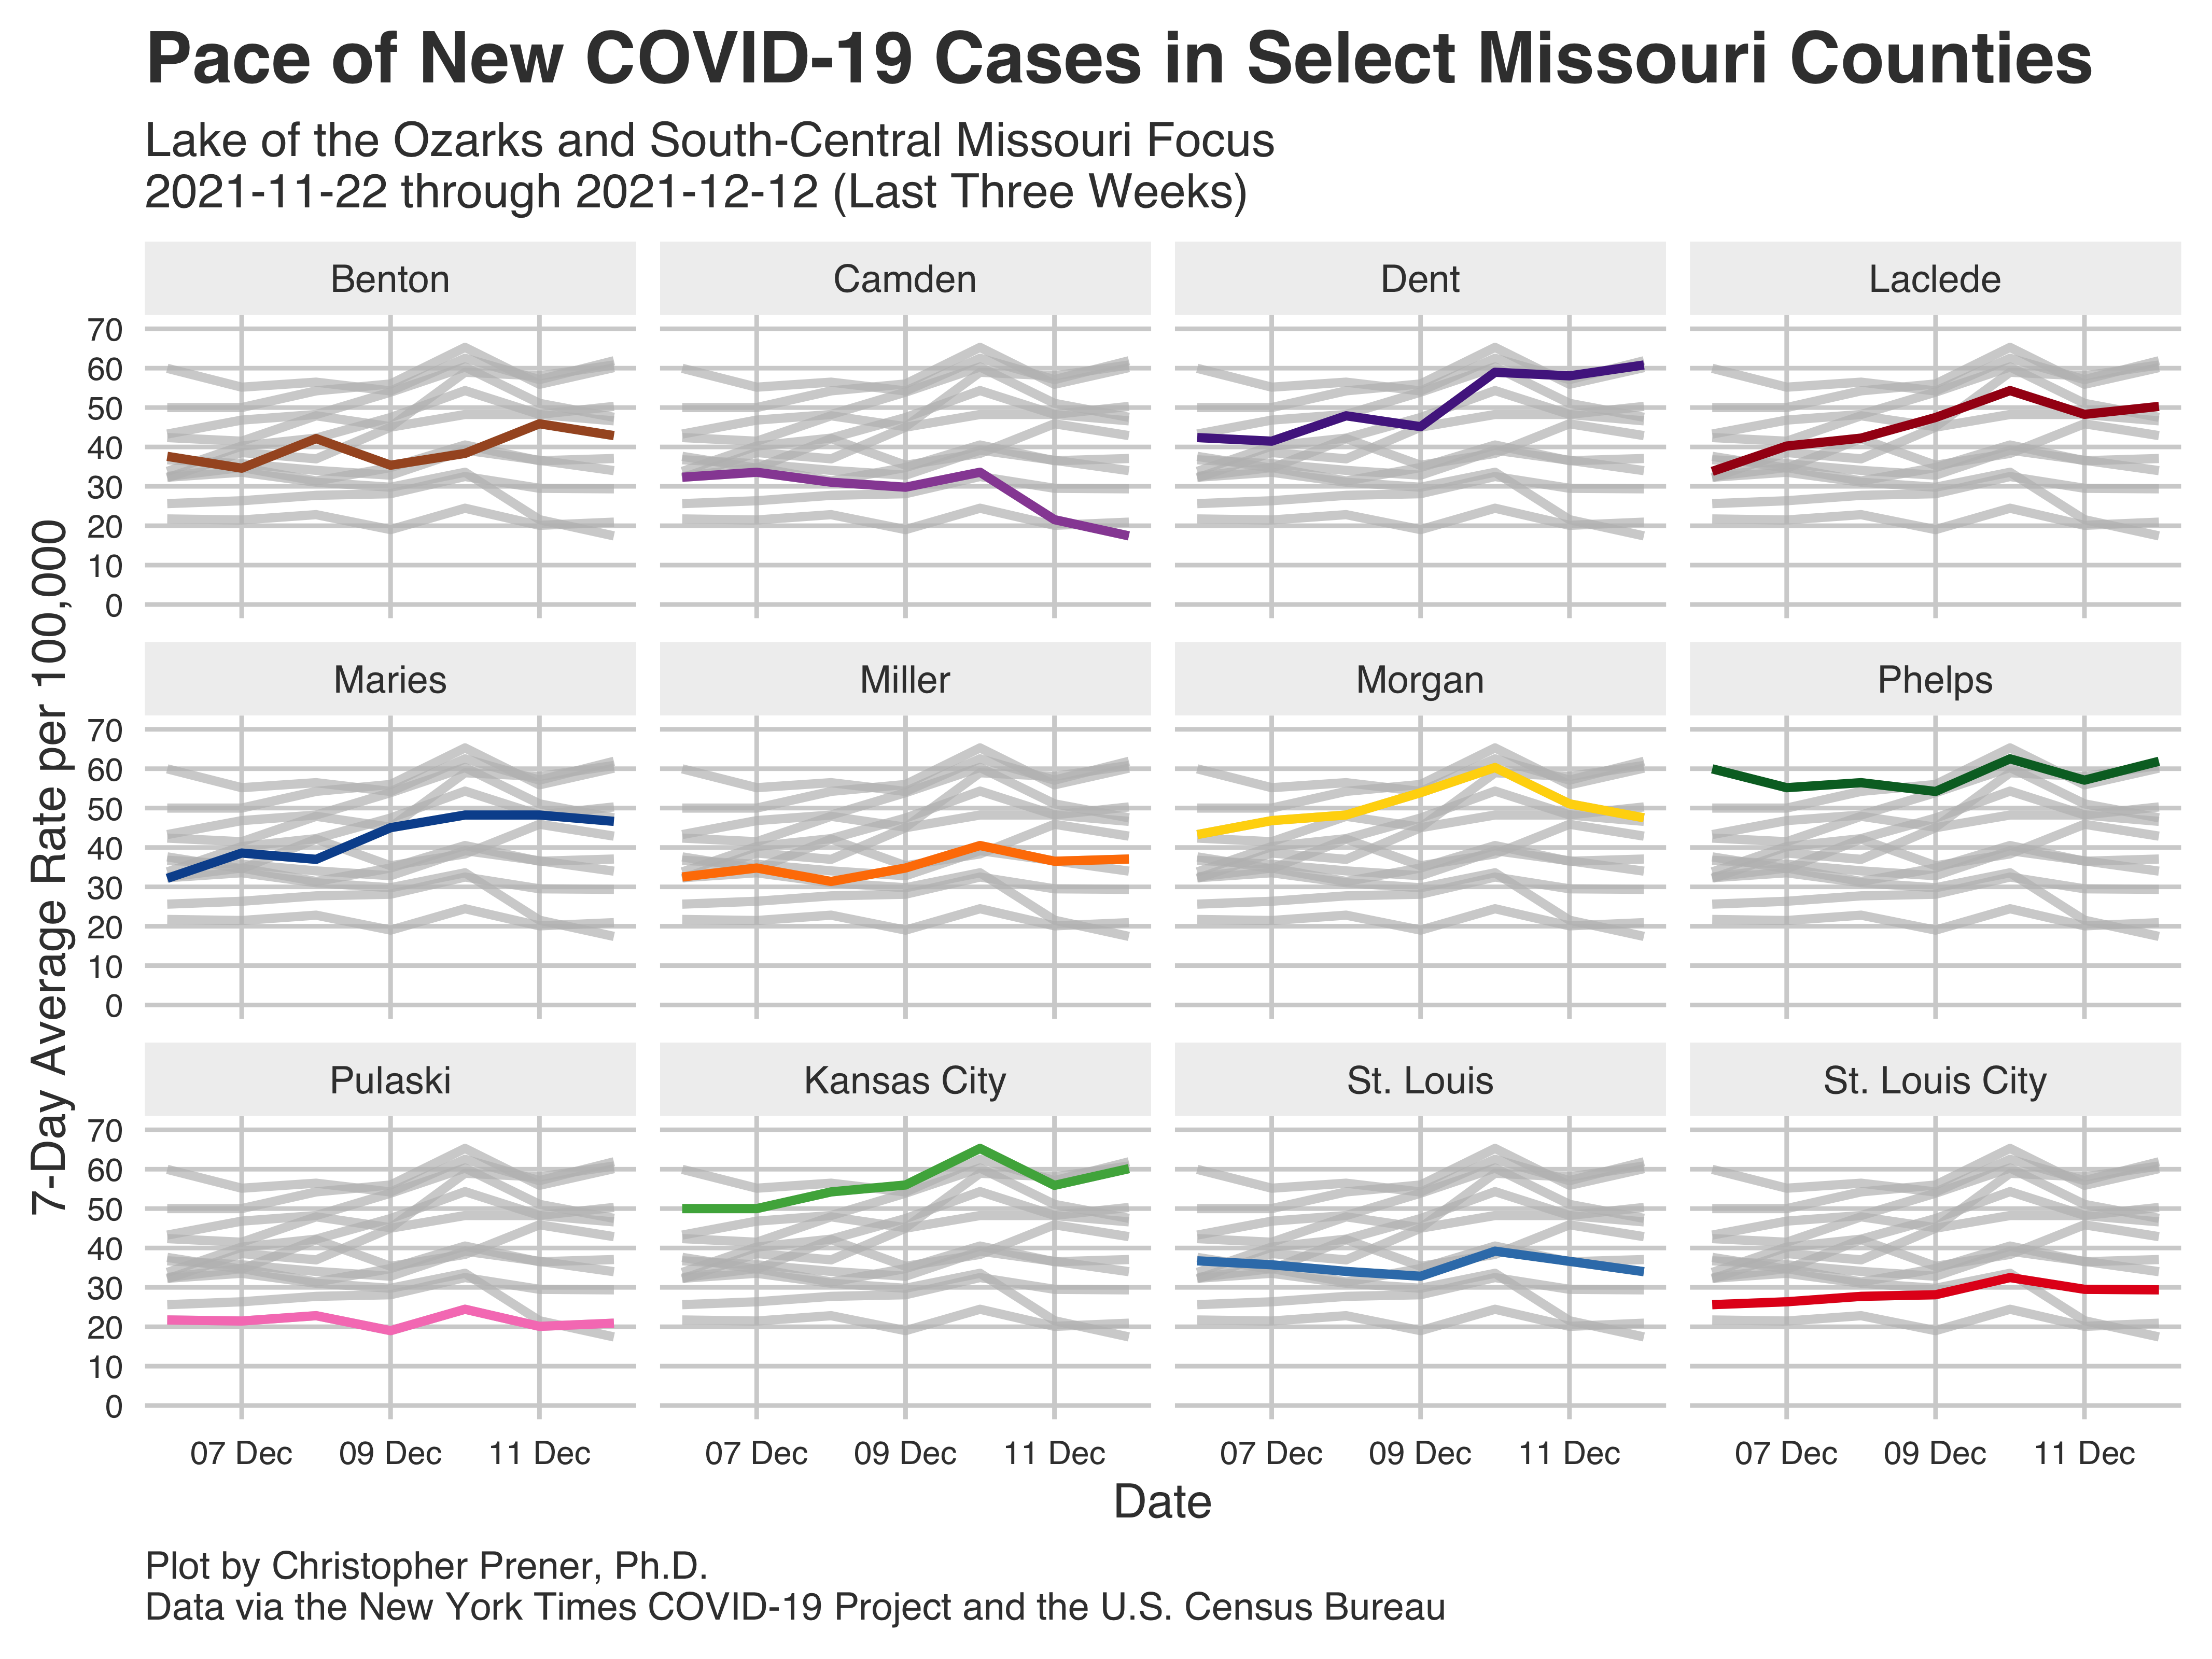 Pace of New COVID-19 Cases in Select Missouri Counties
Lake of the Ozarks and South-Central Missouri Focus
2021-11-22 through 2021-12-12 (Last Three Weeks)
7-Day Average Rate per 100,000
Benton
Camden
Dent
Laclede
70
60
50
40
30
20
10
0
Maries
Miller
Morgan
Phelps
70
60
50
40
30
20
10
0
Pulaski
Kansas City
St. Louis
St. Louis City
70
60
50
40
30
20
10
0
07 Dec
09 Dec
11 Dec
07 Dec
09 Dec
11 Dec
07 Dec
09 Dec
11 Dec
07 Dec
09 Dec
11 Dec
Date
Plot by Christopher Prener, Ph.D.
Data via the New York Times COVID-19 Project and the U.S. Census Bureau